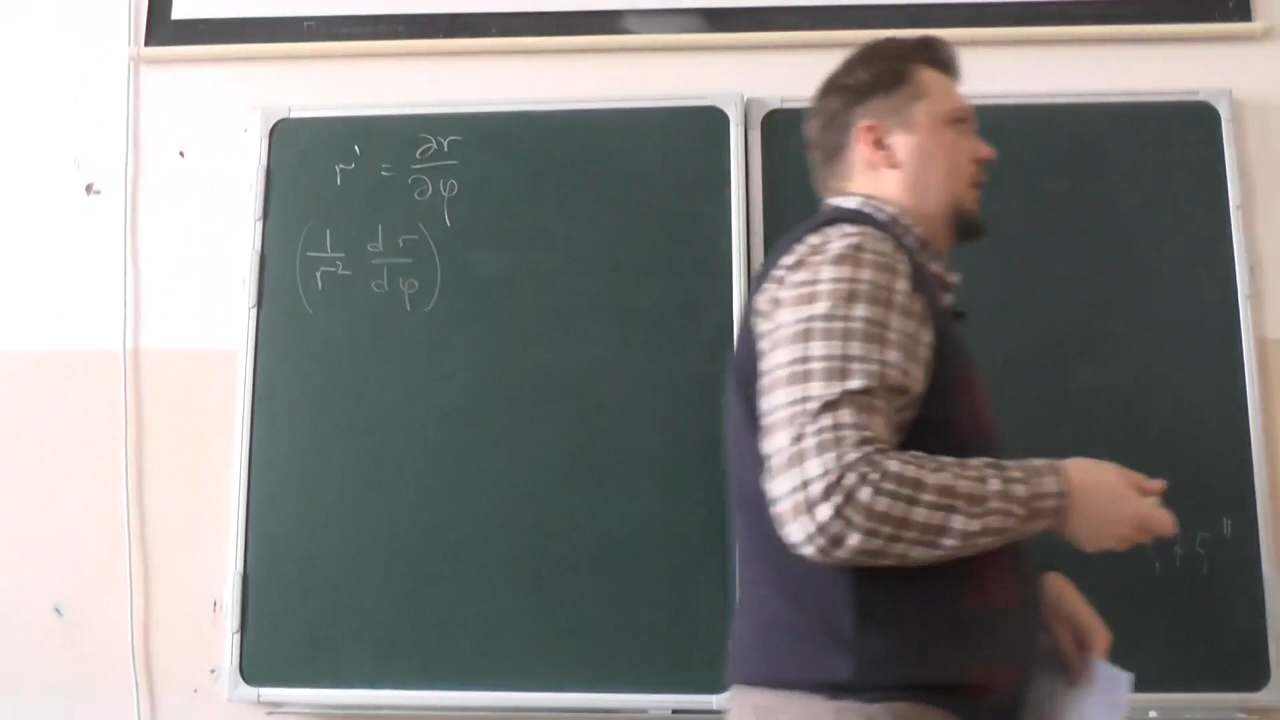 r' = ∂r/∂φ
(1/r² dr/dφ)